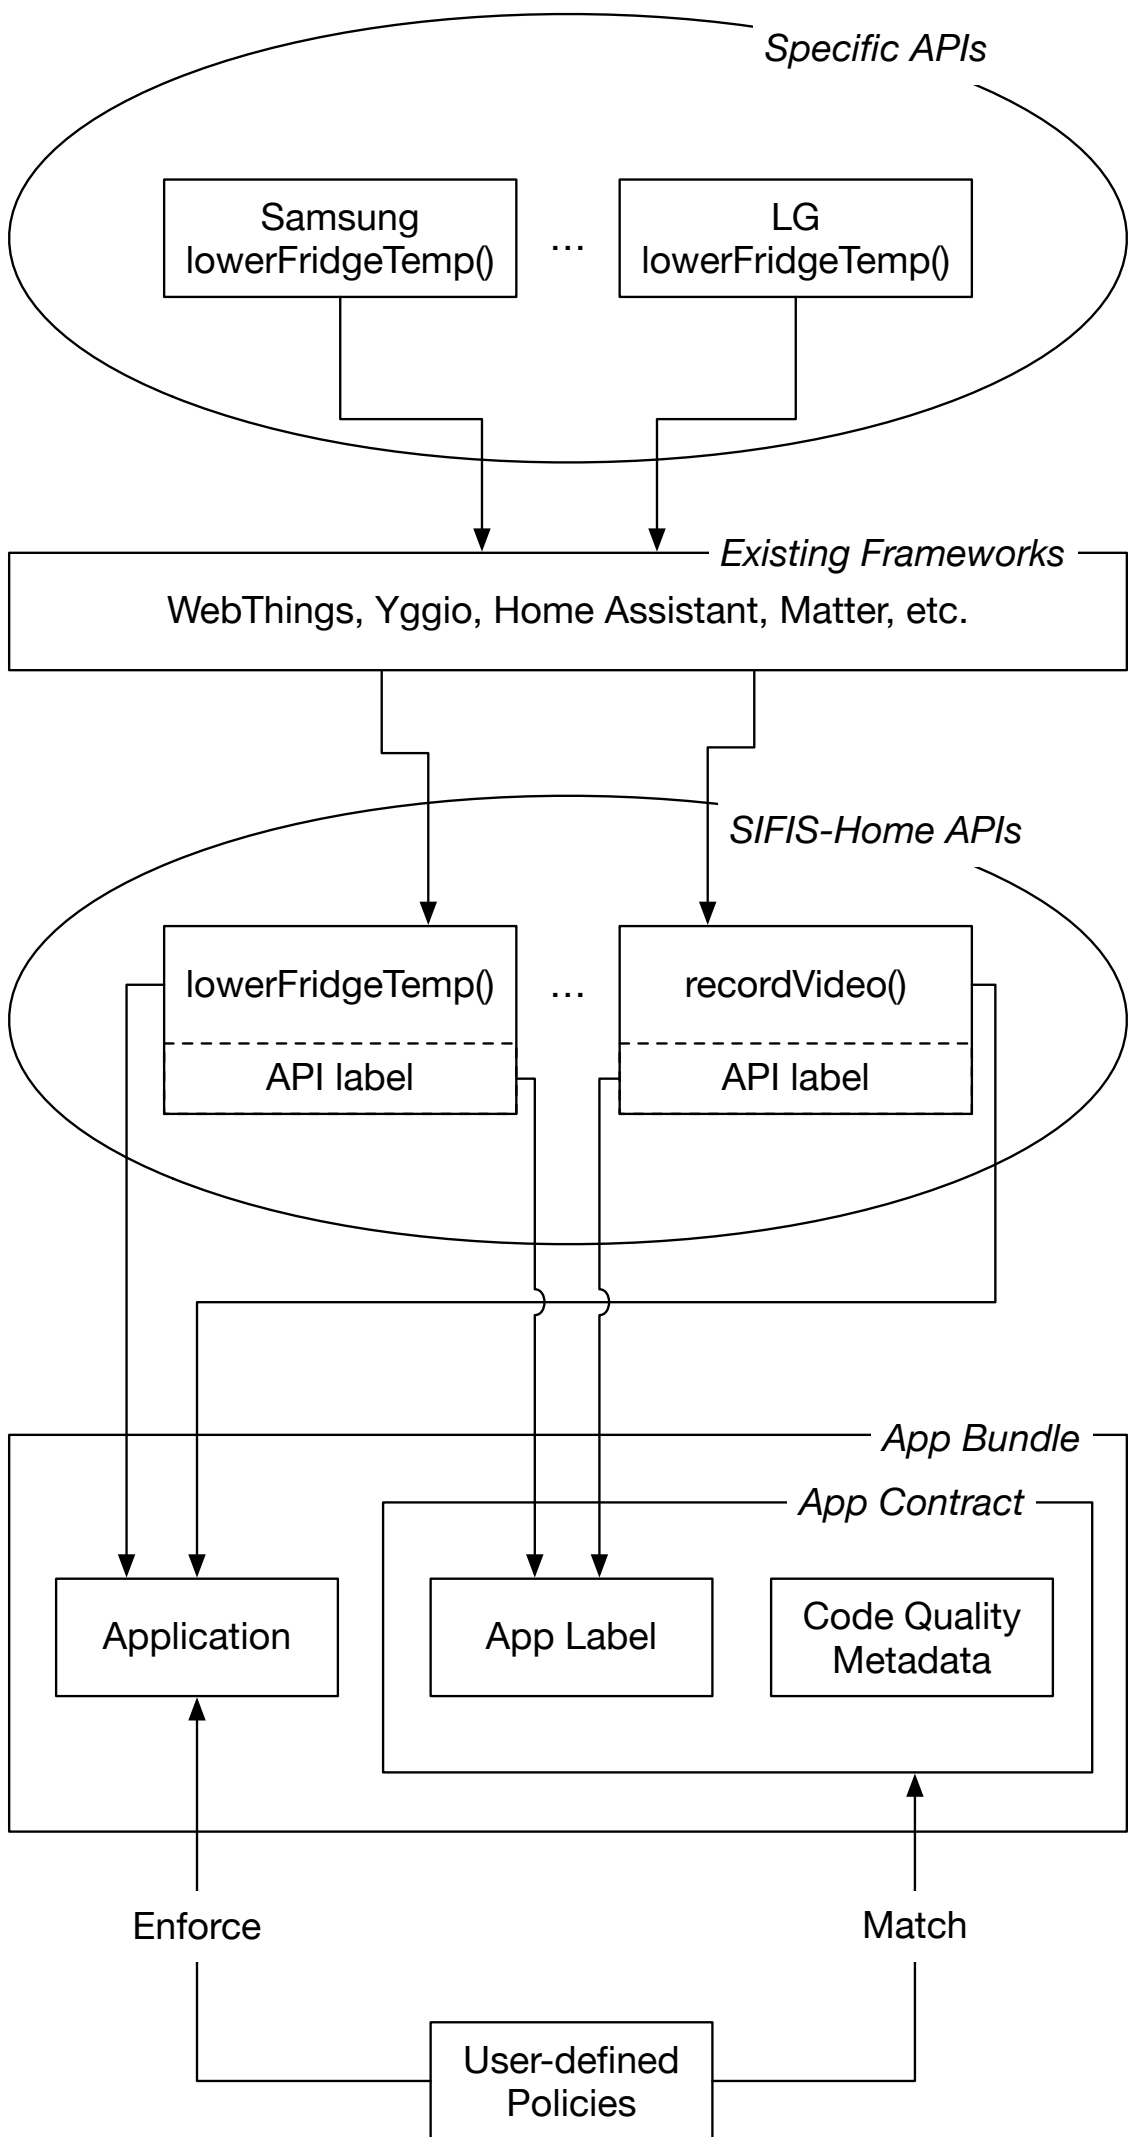 Specific APIs
Samsung
lowerFridgeTemp()
...
LG
lowerFridgeTemp()
Existing Frameworks
WebThings, Yggio, Home Assistant, Matter, etc.
SIFIS-Home APIs
lowerFridgeTemp()
API label
...
recordVideo()
API label
App Bundle
App Contract
Application
App Label
Code Quality
Metadata
Enforce
Match
User-defined
Policies